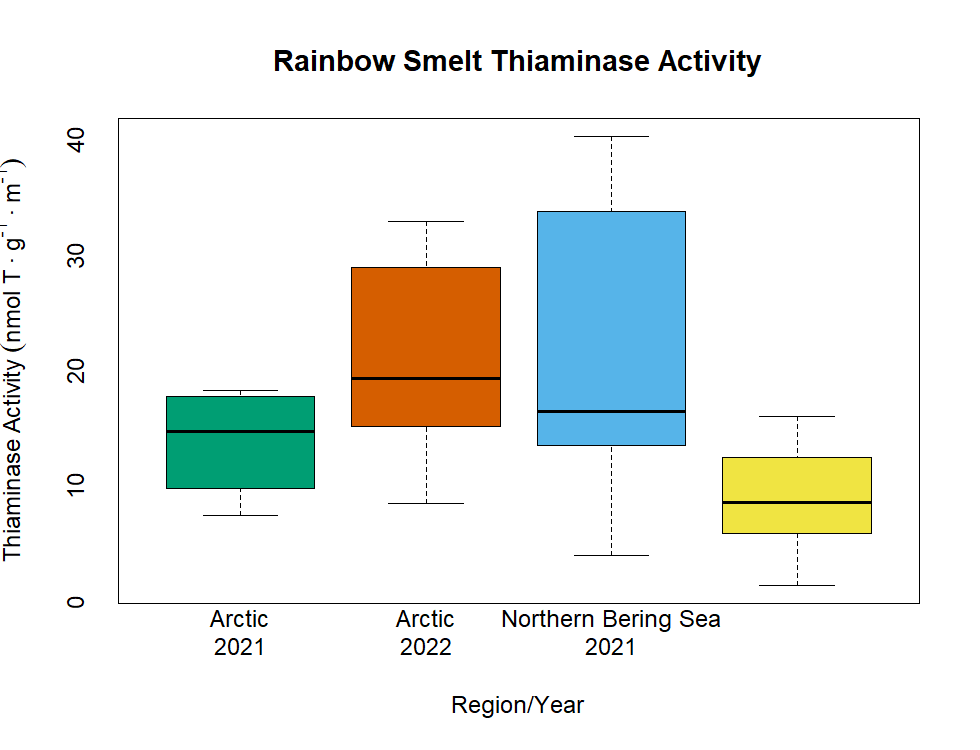 Rainbow Smelt Thiaminase Activity
Thiaminase Activity (nmol T · g⁻¹ · m⁻¹)
40
30
20
10
0
Arctic
2021
Arctic
2022
Northern Bering Sea
2021
Region/Year